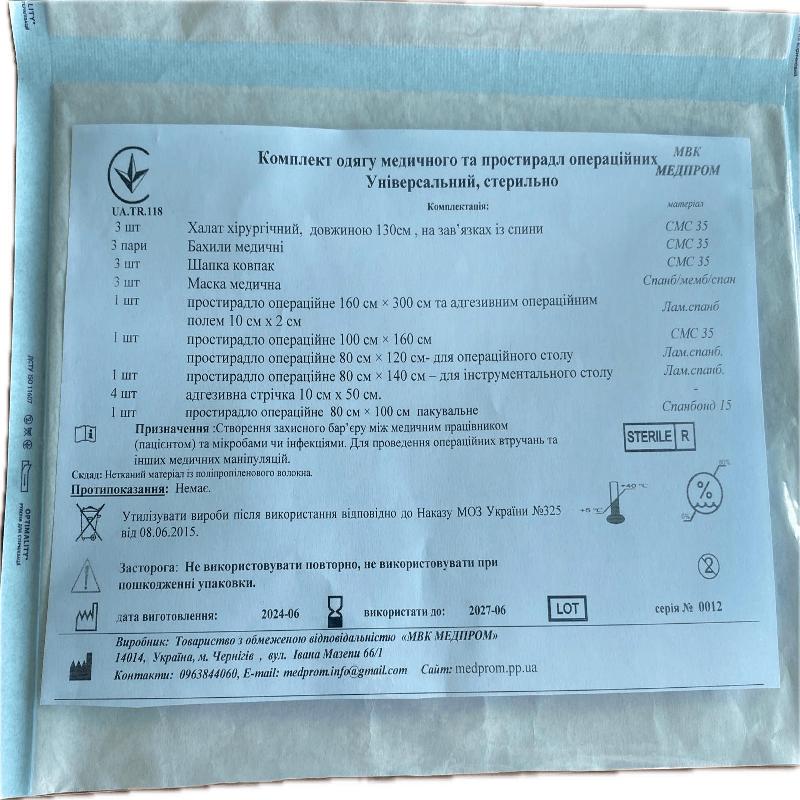 Комплект одягу медичного та простирадл операційних
Універсальний, стерильно
МВК
МЕДПРОМ
UA.TR.118
Комплектація:
матеріал
3 шт Халат хірургічний, довжиною 130см , на зав’язках із спини СМС 35
3 пари Бахили медичні СМС 35
3 шт Шапка ковпак СМС 35
3 шт Маска медична Спанб/мемб/спан
1 шт простирадло операційне 160 см × 300 см та адгезивним операційним
полем 10 см х 2 см Лам.спанб
1 шт простирадло операційне 100 см × 160 см СМС 35
простирадло операційне 80 см × 120 см- для операційного столу Лам.спанб.
1 шт простирадло операційне 80 см × 140 см – для інструментального столу Лам.спанб.
4 шт адгезивна стрічка 10 см х 50 см. -
1 шт простирадло операційне 80 см × 100 см пакувальне Спанбонд 15
Призначення :Створення захисного бар’єру між медичним працівником
(пацієнтом) та мікробами чи інфекціями. Для проведення операційних втручань та
інших медичних маніпуляцій.
STERILE R
Склад: Нетканий матеріал із поліпропіленового волокна.
Протипоказання: Немає.
Утилізувати вироби після використання відповідно до Наказу МОЗ України №325
від 08.06.2015.
+5 °C
+40 °C
%
Засторога: Не використовувати повторно, не використовувати при
пошкодженні упаковки.
2
дата виготовлення: 2024-06 використати до: 2027-06 LOT серія № 0012
Виробник: Товариство з обмеженою відповідальністю «МВК МЕДПРОМ»
14014, Україна, м. Чернігів , вул. Івана Мазепи 66/1
Контакти: 0963844060, E-mail: medprom.info@gmail.com Сайт: medprom.pp.ua
ДСТУ ISO 11607
OPTIMALITY